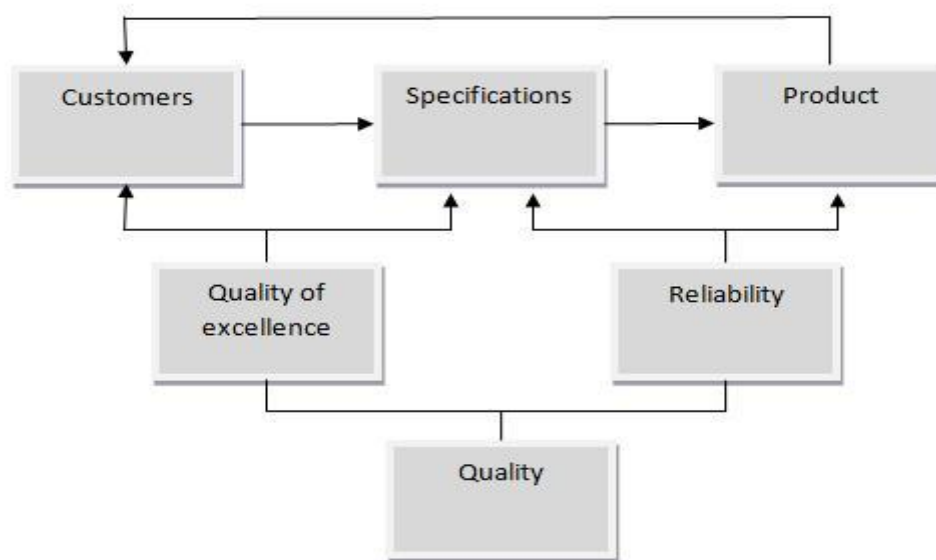 Customers
Specifications
Product
Quality of
excellence
Reliability
Quality